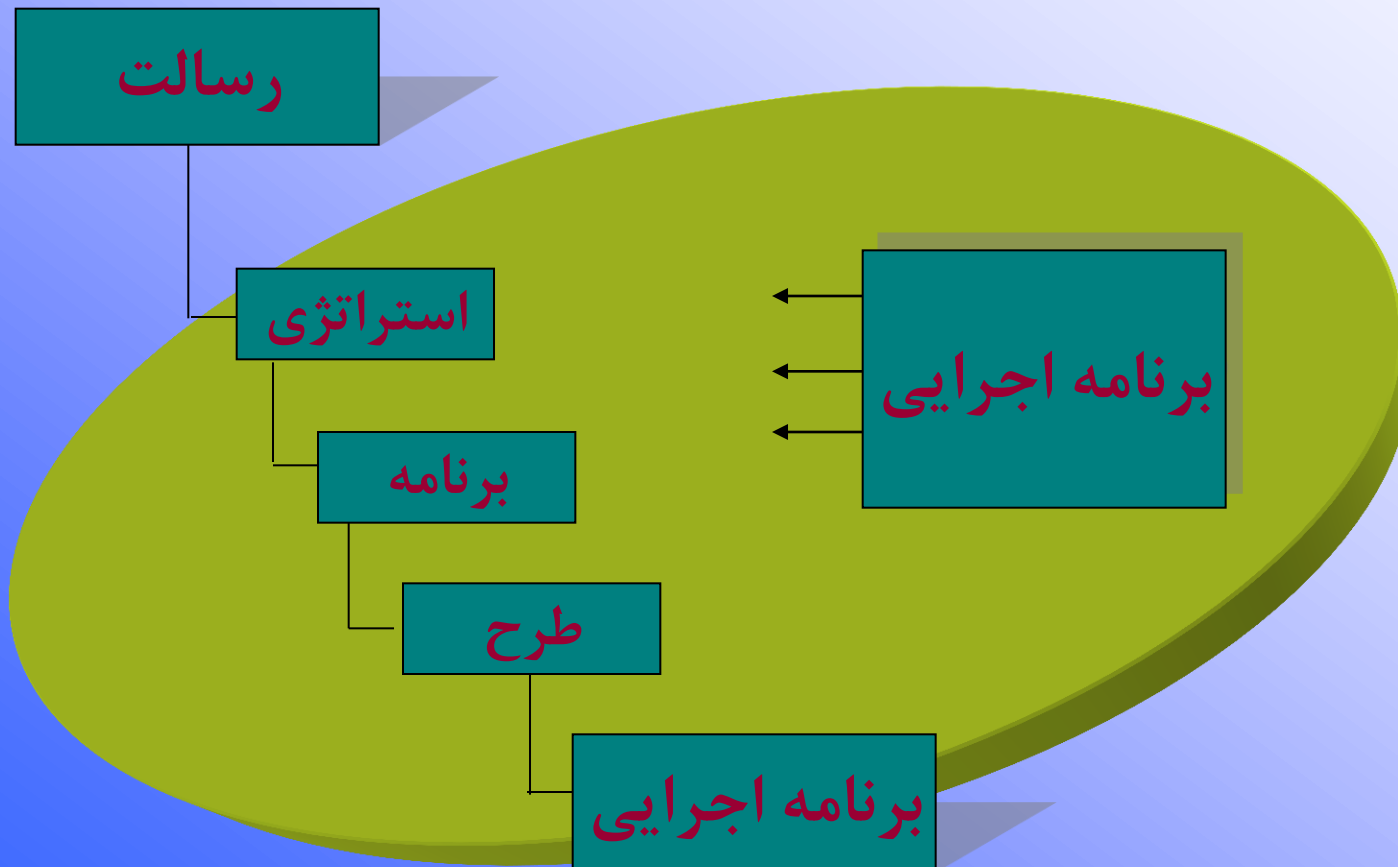 رسالت
استراتژی
برنامه اجرایی
برنامه
طرح
برنامه اجرایی